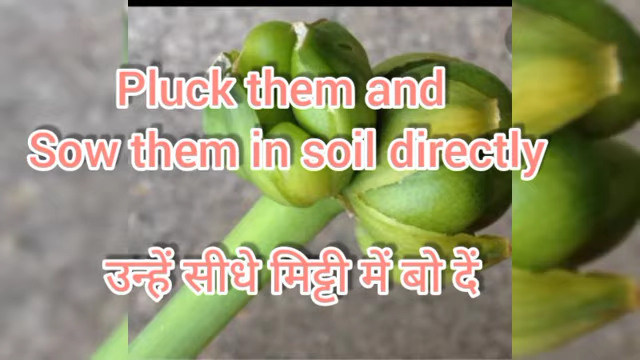 Pluck them and
Sow them in soil directly
उन्हें सीधे मिट्टी में बो दें